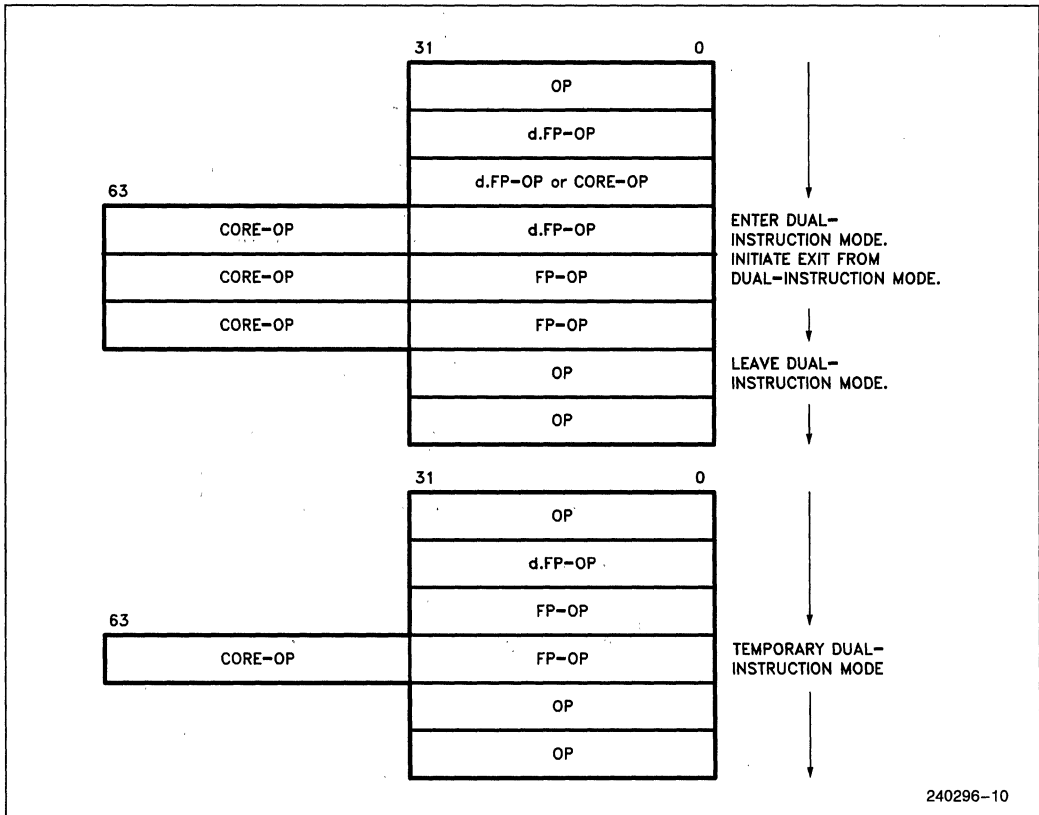 31 0
OP
d.FP-OP
d.FP-OP or CORE-OP
63
CORE-OP d.FP-OP
CORE-OP FP-OP
CORE-OP FP-OP
ENTER DUAL-
INSTRUCTION MODE.
INITIATE EXIT FROM
DUAL-INSTRUCTION MODE.
OP
OP
LEAVE DUAL-
INSTRUCTION MODE.
31 0
OP
d.FP-OP
FP-OP
63
CORE-OP FP-OP
TEMPORARY DUAL-
INSTRUCTION MODE
OP
OP
240296-10